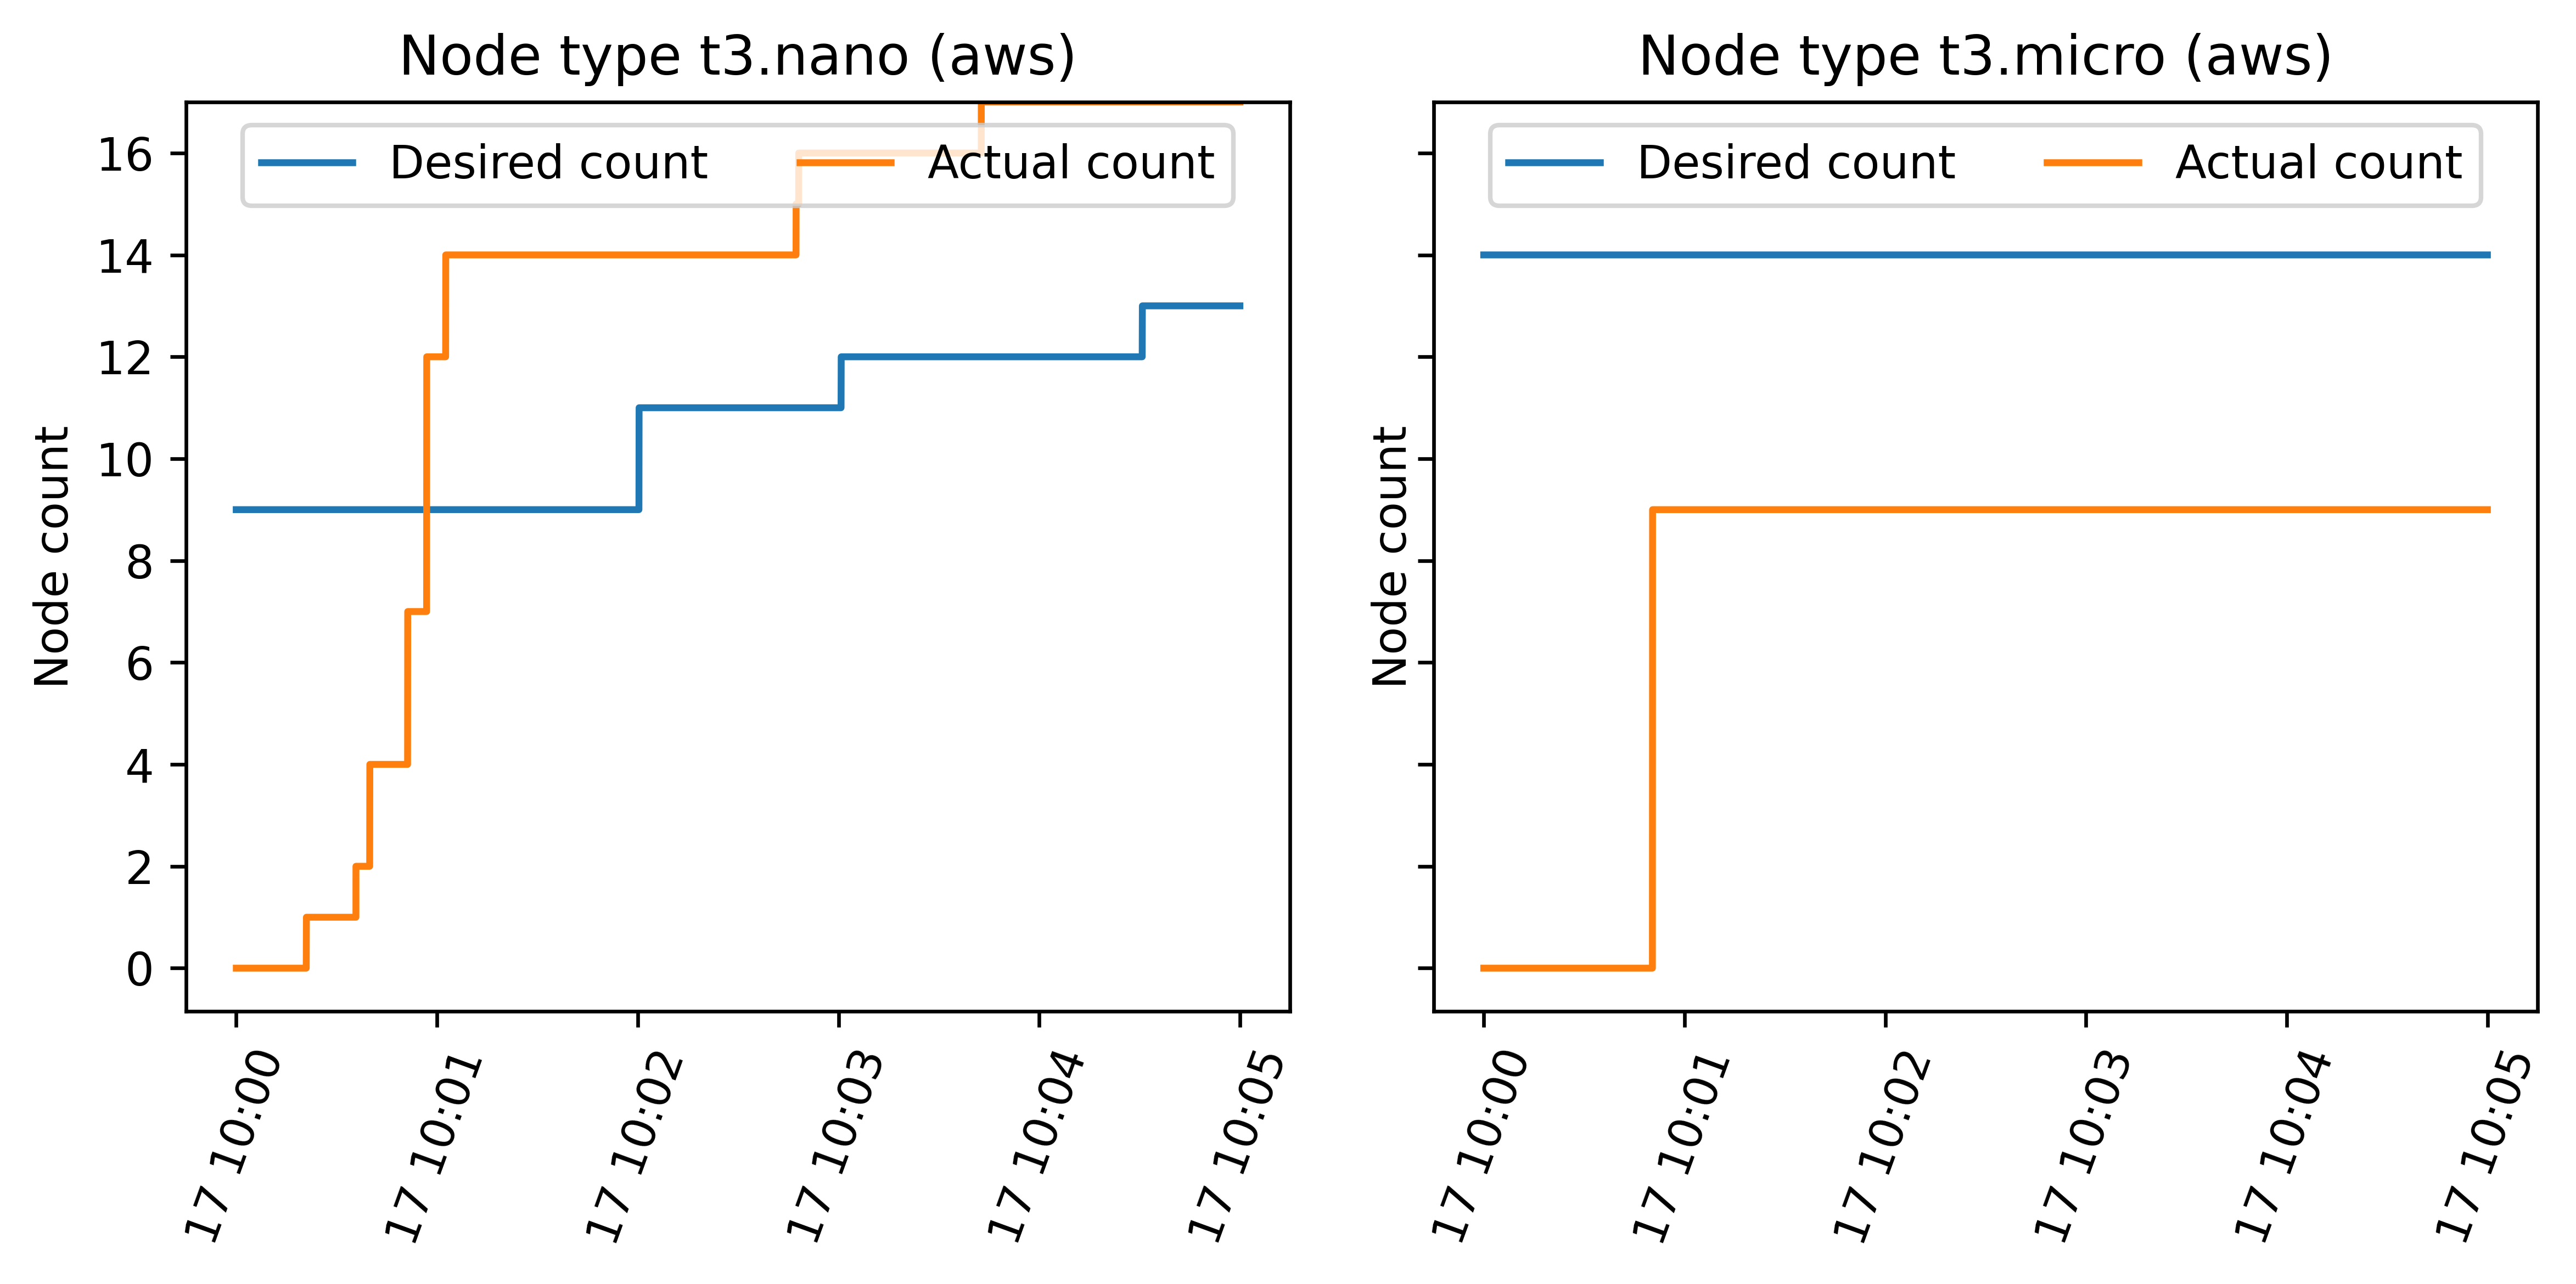 Node type t3.nano (aws)
Desired count
Actual count
Node count
16
14
12
10
8
6
4
2
0
17 10:00
17 10:01
17 10:02
17 10:03
17 10:04
17 10:05
Node type t3.micro (aws)
Desired count
Actual count
Node count
17 10:00
17 10:01
17 10:02
17 10:03
17 10:04
17 10:05